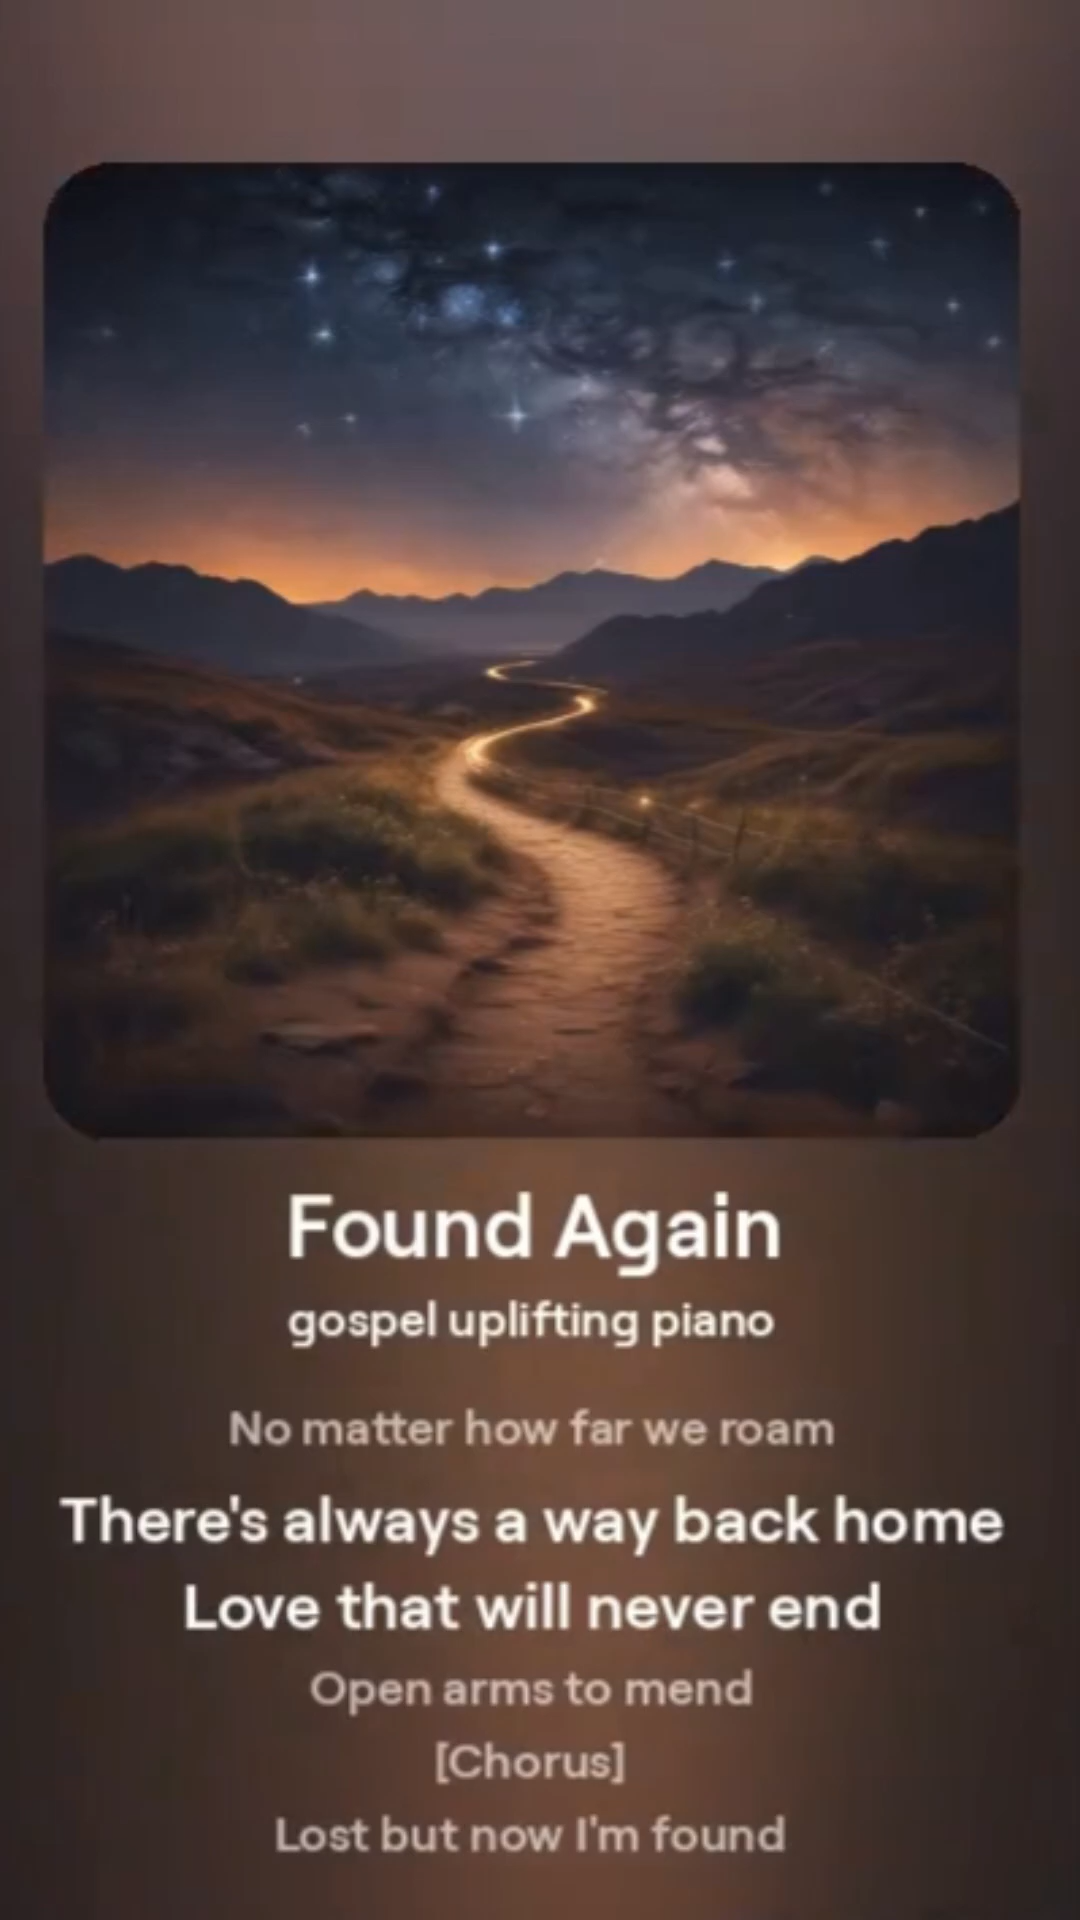 Found Again
gospel uplifting piano
No matter how far we roam
There's always a way back home
Love that will never end
Open arms to mend
[Chorus]
Lost but now I'm found